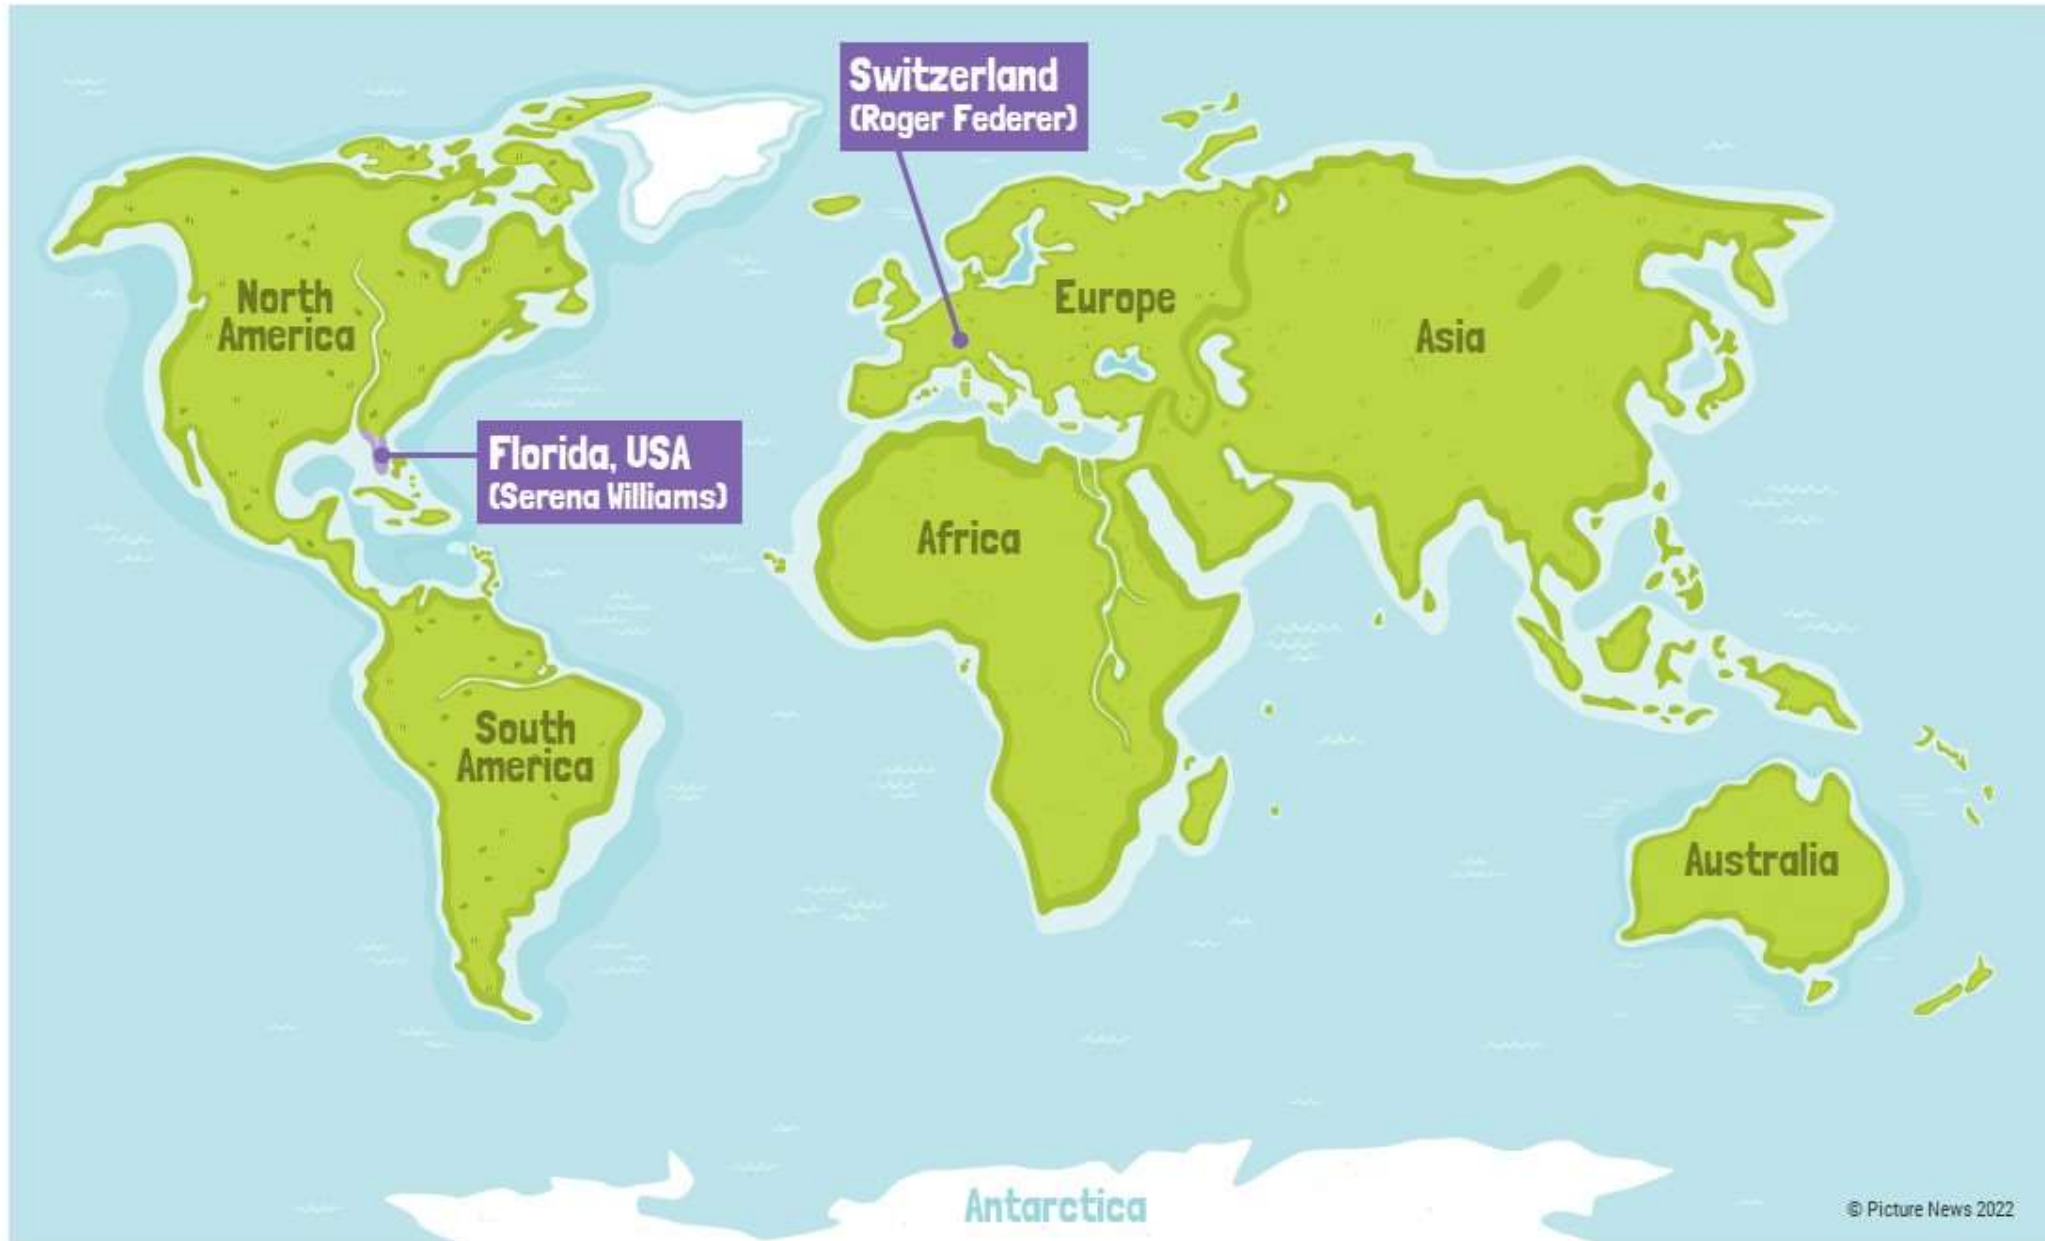 Switzerland
(Roger Federer)
North
America
Europe
Asia
Florida, USA
(Serena Williams)
Africa
South
America
Australia
Antarctica
© Picture News 2022